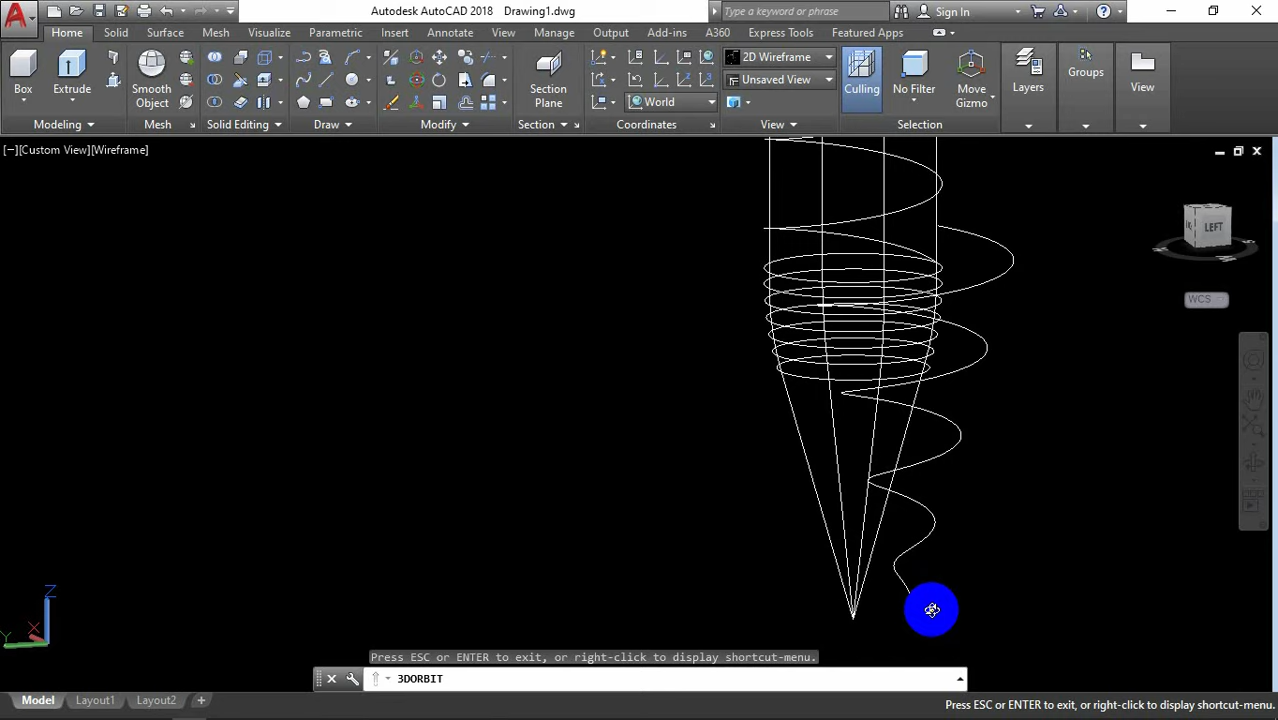 Autodesk AutoCAD 2018 Drawing1.dwg
Type a keyword or phrase
Sign In
Home Solid Surface Mesh Visualize Parametric Insert Annotate View Manage Output Add-ins A360 Express Tools Featured Apps
Box
Extrude
Smooth
Object
Section
Plane
World
2D Wireframe
Unsaved View
Culling
No Filter
Move
Gizmo
Layers
Groups
View
Modeling Mesh Solid Editing Draw Modify Section Coordinates View Selection
[−][Custom View][Wireframe]
LEFT
WCS
Z
X
Y
Press ESC or ENTER to exit, or right-click to display shortcut-menu.
3DORBIT
Model Layout1 Layout2
Press ESC or ENTER to exit, or right-click to display shortcut-menu.